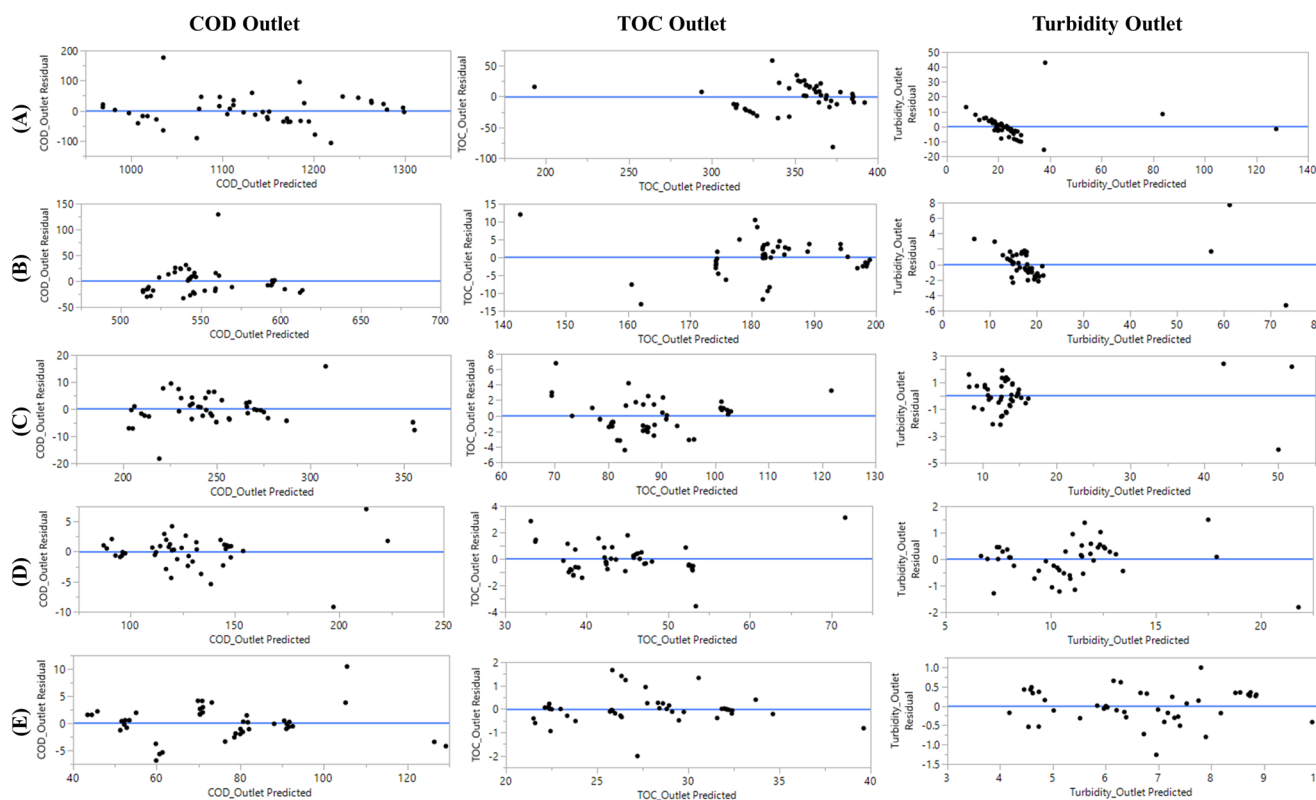 COD Outlet TOC Outlet Turbidity Outlet
(A)
COD_Outlet Residual
200
100
0
-100
1000 1100 1200 1300
COD_Outlet Predicted
TOC_Outlet Residual
100
50
0
-50
-100
200 300 400
TOC_Outlet Predicted
Turbidity_Outlet
Residual
50
40
30
20
10
0
-10
-20
0 20 40 60 80 100 120 140
Turbidity_Outlet Predicted
(B)
COD_Outlet Residual
150
100
50
0
-50
500 550 600 650 700
COD_Outlet Predicted
TOC_Outlet Residual
15
10
5
0
-5
-10
-15
140 150 160 170 180 190 200
TOC_Outlet Predicted
Turbidity_Outlet
Residual
8
6
4
2
0
-2
-4
-6
0 10 20 30 40 50 60 70 80
Turbidity_Outlet Predicted
(C)
COD_Outlet Residual
20
10
0
-10
-20
200 250 300 350
COD_Outlet Predicted
TOC_Outlet Residual
8
6
4
2
0
-2
-4
-6
60 70 80 90 100 110 120 130
TOC_Outlet Predicted
Turbidity_Outlet
Residual
3
1
-1
-3
-5
5 10 15 20 25 30 35 40 45 50
Turbidity_Outlet Predicted
(D)
COD_Outlet Residual
5
0
-5
-10
100 150 200 250
COD_Outlet Predicted
TOC_Outlet Residual
4
2
0
-2
-4
30 40 50 60 70
TOC_Outlet Predicted
Turbidity_Outlet
Residual
2
1
0
-1
-2
5 10 15 20
Turbidity_Outlet Predicted
(E)
COD_Outlet Residual
10
5
0
-5
40 60 80 100 120
COD_Outlet Predicted
TOC_Outlet Residual
2
1
0
-1
-2
20 25 30 35 40
TOC_Outlet Predicted
Turbidity_Outlet
Residual
1.0
0.5
0.0
-0.5
-1.0
-1.5
3 4 5 6 7 8 9
Turbidity_Outlet Predicted